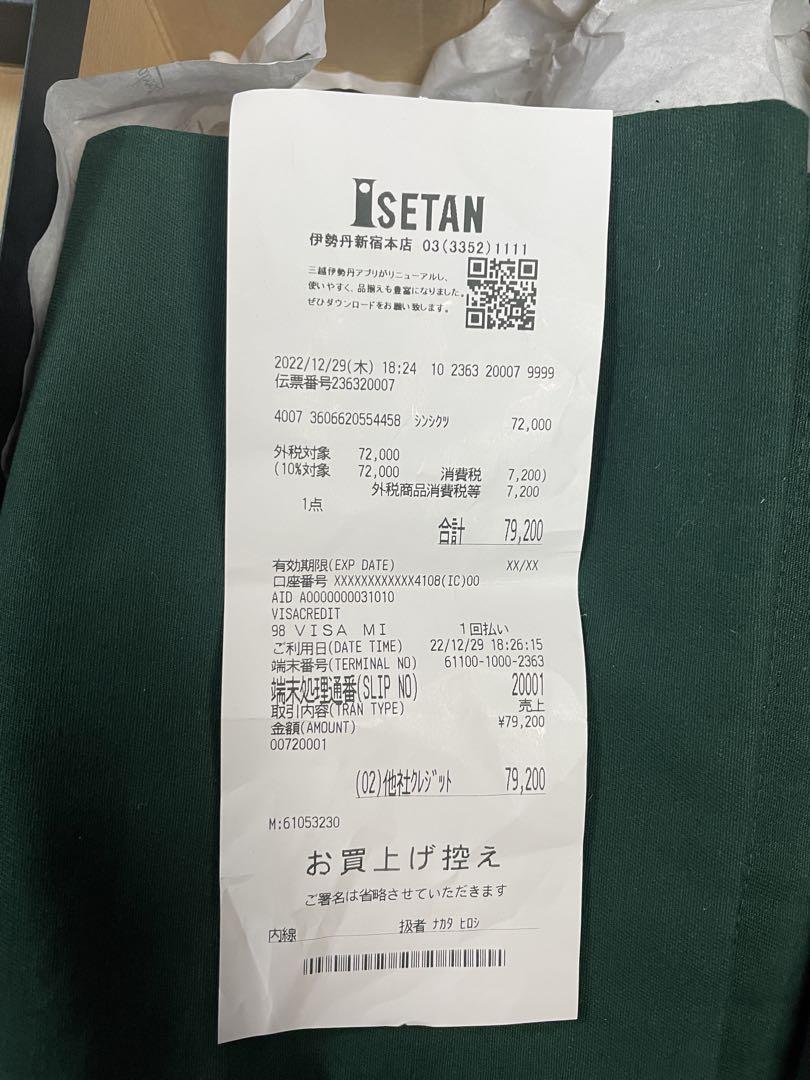 ISETAN
伊勢丹新宿本店 03(3352)1111
三越伊勢丹アプリがリニューアルし、
使いやすく、品揃えも豊富になりました。
ぜひダウンロードをお願い致します。
2022/12/29(木) 18:24 10 2363 20007 9999
伝票番号236320007
4007 3606620554458 シンシクツ 72,000
外税対象 72,000
(10%対象 72,000 消費税 7,200)
外税商品消費税等 7,200
1点
合計 79,200
有効期限(EXP DATE) XX/XX
口座番号 XXXXXXXXXXXX4108(IC)00
AID A0000000031010
VISACREDIT
98 VISA MI 1回払い
ご利用日(DATE TIME) 22/12/29 18:26:15
端末番号(TERMINAL NO) 61100-1000-2363
端末処理通番(SLIP NO) 20001
取引内容(TRAN TYPE) 売上
金額(AMOUNT) ¥79,200
00720001
(02)他社クレジット 79,200
M:61053230
お買上げ控え
ご署名は省略させていただきます
内線 扱者 ナカタ ヒロシ